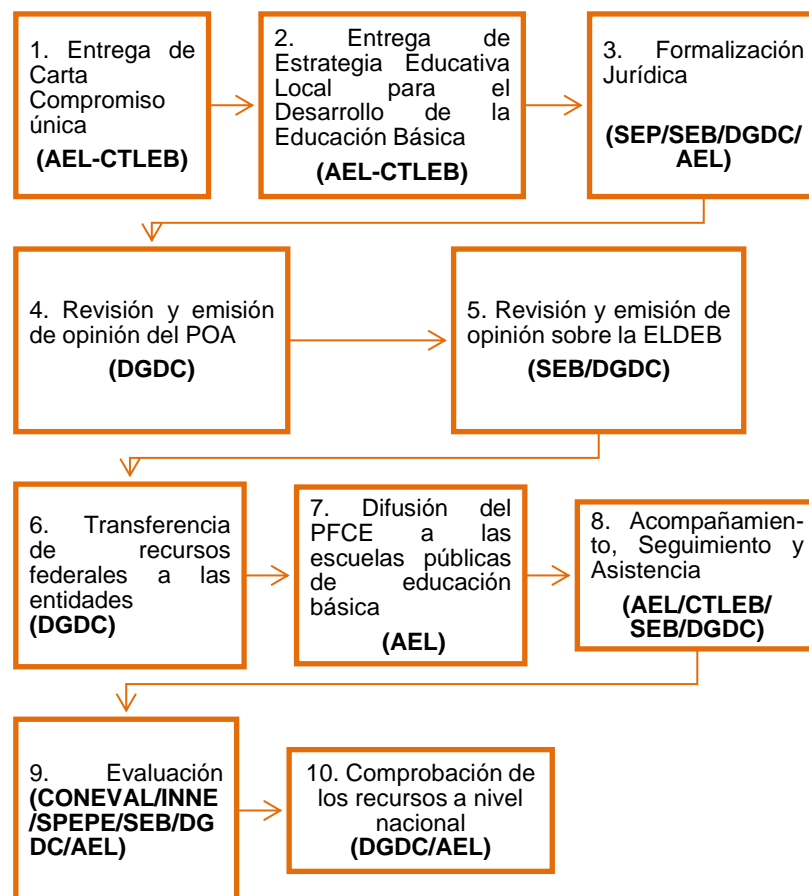 1. Entrega de
Carta
Compromiso
única
(AEL-CTLEB)
2. Entrega de
Estrategia Educativa
Local para el
Desarrollo de la
Educación Básica
(AEL-CTLEB)
3. Formalización
Jurídica
(SEP/SEB/DGDC/
AEL)
4. Revisión y emisión
de opinión del POA
(DGDC)
5. Revisión y emisión de
opinión sobre la ELDEB
(SEB/DGDC)
6. Transferencia
de recursos
federales a las
entidades
(DGDC)
7. Difusión del
PFCE a las
escuelas públicas
de educación
básica
(AEL)
8. Acompañamien-
to, Seguimiento y
Asistencia
(AEL/CTLEB/
SEB/DGDC)
9. Evaluación
(CONEVAL/INNE
/SPEPE/SEB/DG
DC/AEL)
10. Comprobación de
los recursos a nivel
nacional
(DGDC/AEL)